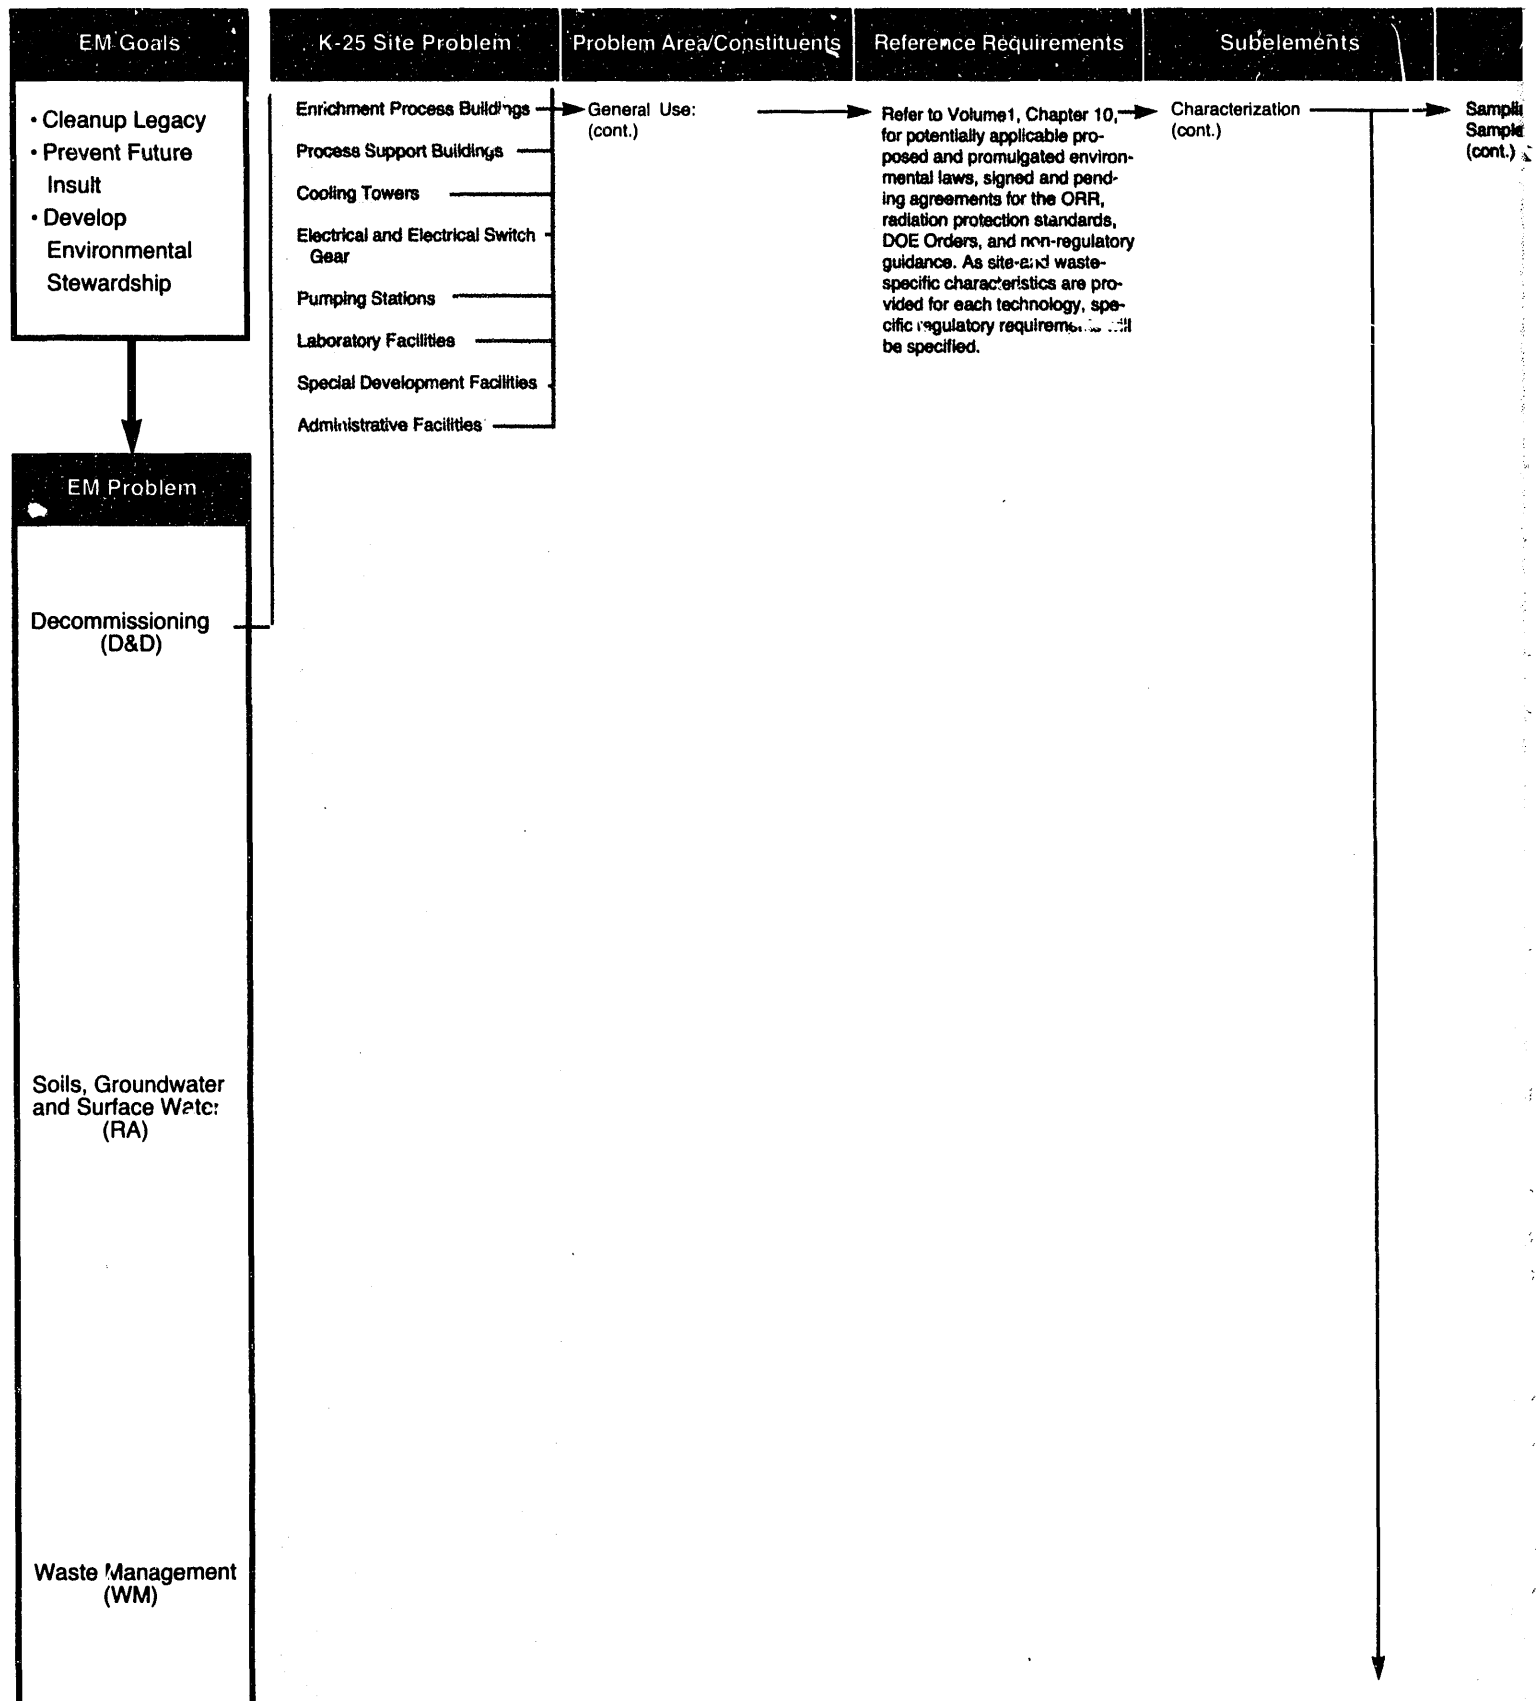 EM Goals
• Cleanup Legacy
• Prevent Future
Insult
• Develop
Environmental
Stewardship
EM Problem
Decommissioning
(D&D)
Soils, Groundwater
and Surface Water
(RA)
Waste Management
(WM)
K-25 Site Problem
Enrichment Process Buildings
Process Support Buildings
Cooling Towers
Electrical and Electrical Switch
Gear
Pumping Stations
Laboratory Facilities
Special Development Facilities
Administrative Facilities
Problem Area/Constituents
General Use:
(cont.)
Reference Requirements
Refer to Volume1, Chapter 10,
for potentially applicable pro-
posed and promulgated environ-
mental laws, signed and pend-
ing agreements for the ORR,
radiation protection standards,
DOE Orders, and non-regulatory
guidance. As site-and waste-
specific characteristics are pro-
vided for each technology, spe-
cific regulatory requirements will
be specified.
Subelements
Characterization
(cont.)
Sampli
Sample
(cont.)